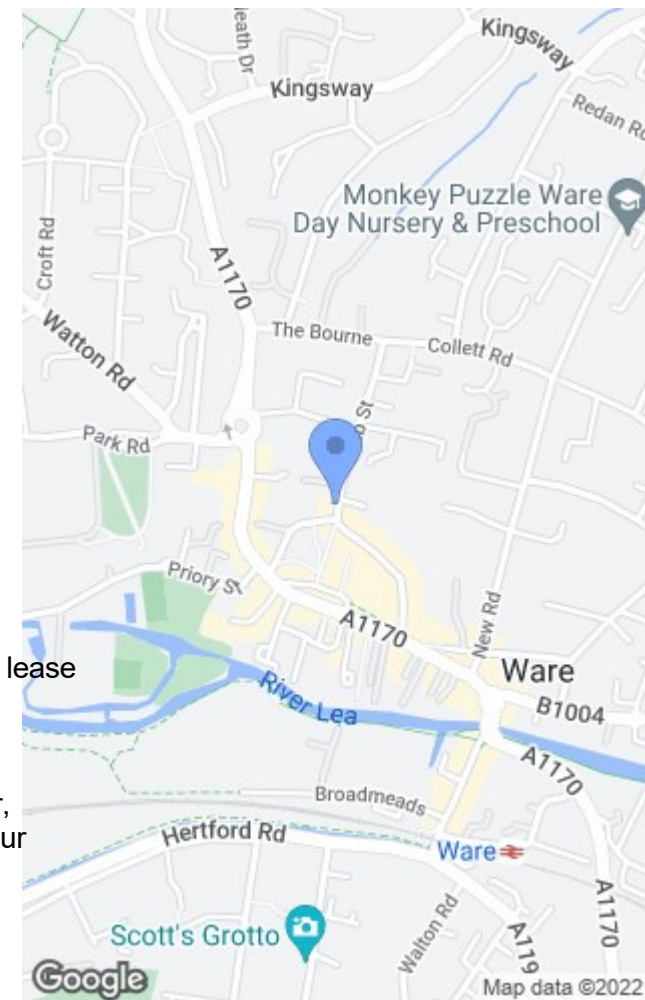 Kingsway
Kingsway
Monkey Puzzle Ware
Day Nursery & Preschool
Croft Rd
A1170
Watton Rd
The Bourne
Collett Rd
Park Rd
Priory St
A1170
New Rd
Ware
lease
River Lea
B1004
A1170
Broadmeads
Hertford Rd
Ware
A1170
Walton Rd
Scott's Grotto
Google
Map data ©2022